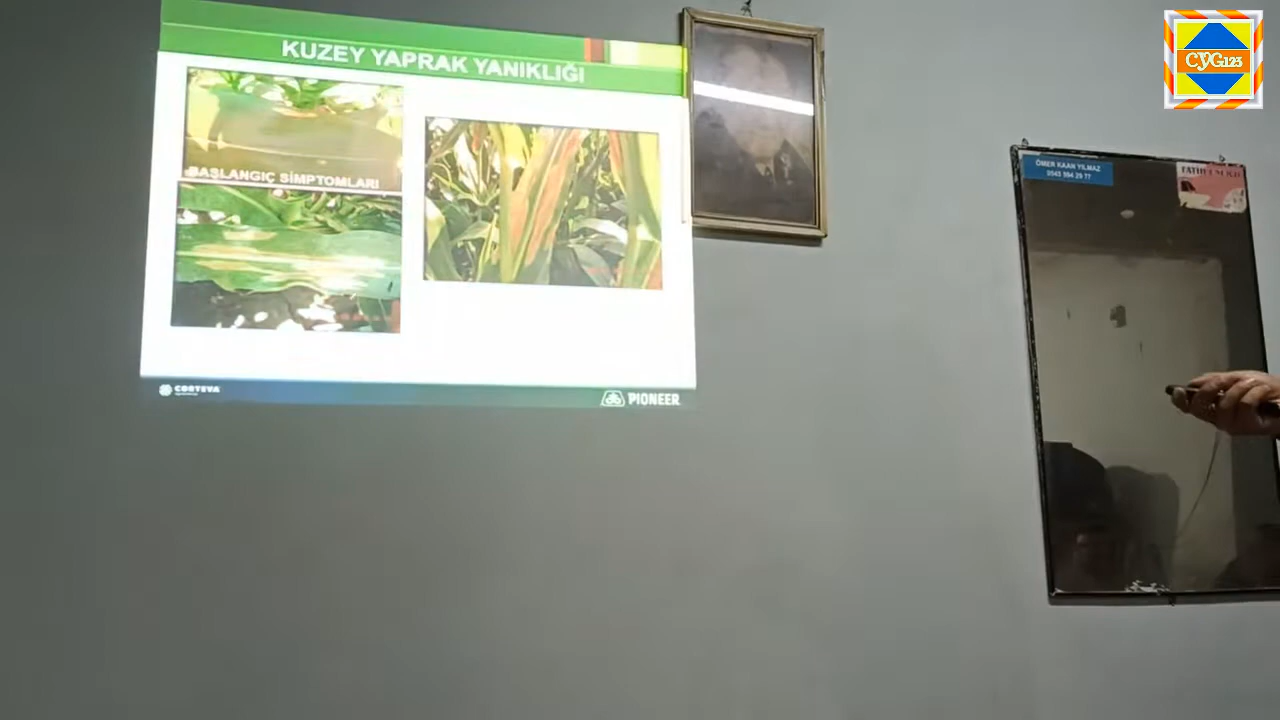 KUZEY YAPRAK YANIKLIĞI
BAŞLANGIÇ SİMPTOMLARI
CORTEVA
PIONEER
ÖMER KAAN YILMAZ
CYG123